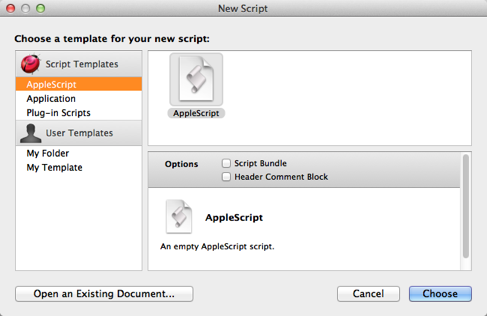 New Script
Choose a template for your new script:
Script Templates
AppleScript
Application
Plug-in Scripts
User Templates
My Folder
My Template
AppleScript
Options
Script Bundle
Header Comment Block
AppleScript
An empty AppleScript script.
Open an Existing Document...
Cancel
Choose